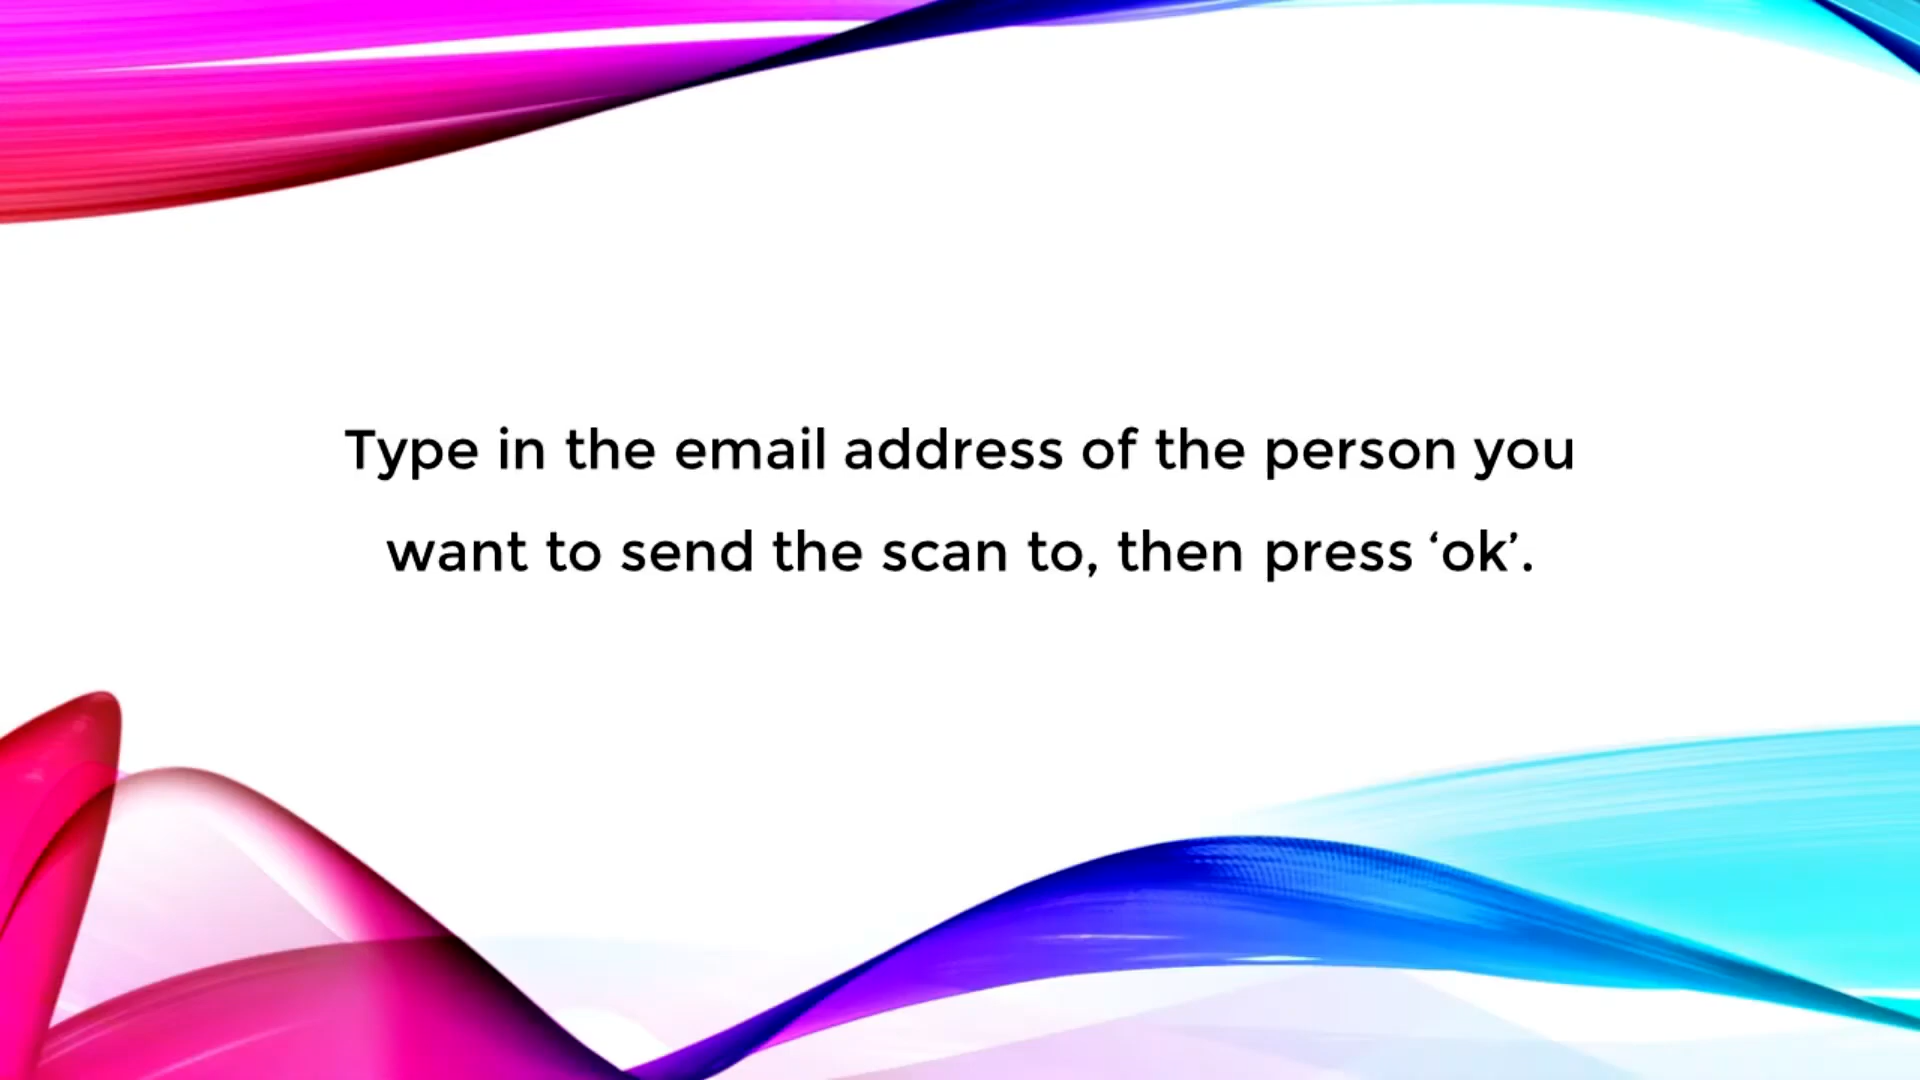 Type in the email address of the person you
want to send the scan to, then press ‘ok’.